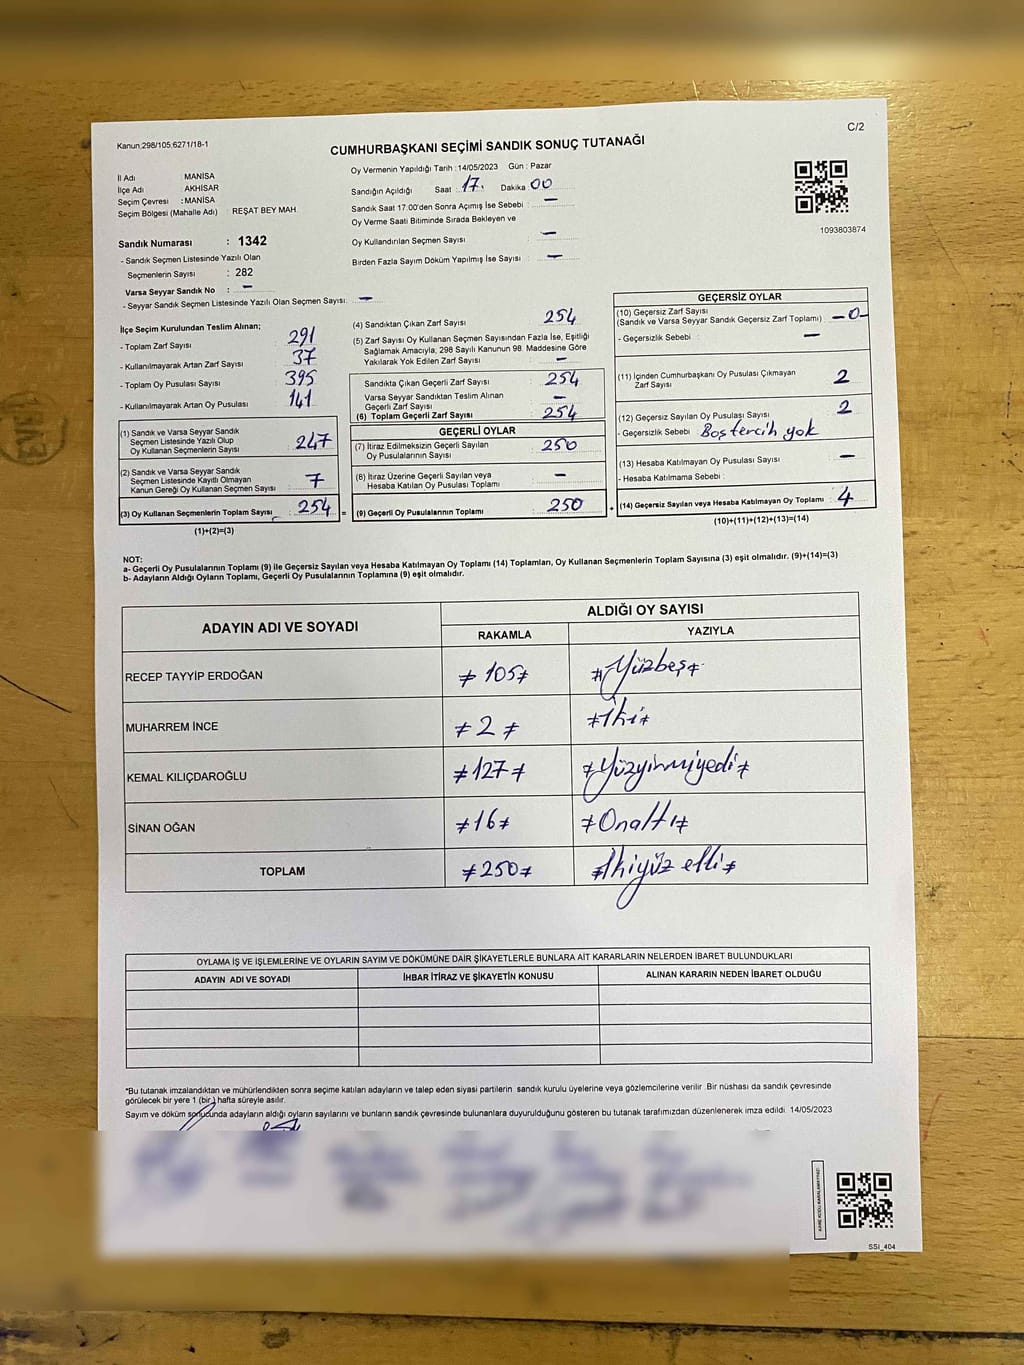 Kanun:298/105;6271/18-1
C/2
CUMHURBAŞKANI SEÇİMİ SANDIK SONUÇ TUTANAĞI
İl Adı MANİSA
İlçe Adı AKHİSAR
Seçim Çevresi : MANİSA
Seçim Bölgesi (Mahalle Adı) REŞAT BEY MAH.
Sandık Numarası : 1342
- Sandık Seçmen Listesinde Yazılı Olan
Seçmenlerin Sayısı : 282
Varsa Seyyar Sandık No : -
- Seyyar Sandık Seçmen Listesinde Yazılı Olan Seçmen Sayısı: -
Oy Vermenin Yapıldığı Tarih : 14/05/2023 Gün : Pazar
Sandığın Açıldığı Saat : 17. Dakika 00
Sandık Saat 17:00'den Sonra Açımış İse Sebebi : -
Oy Verme Saati Bitiminde Sırada Bekleyen ve
Oy Kullandırılan Seçmen Sayısı -
Birden Fazla Sayım Döküm Yapılmış İse Sayısı : -
1093803874
İlçe Seçim Kurulundan Teslim Alınan;
- Toplam Zarf Sayısı : 291
- Kullanılmayarak Artan Zarf Sayısı : 37
- Toplam Oy Pusulası Sayısı : 395
- Kullanılmayarak Artan Oy Pusulası : 141
(1) Sandık ve Varsa Seyyar Sandık
Seçmen Listesinde Yazılı Olup
Oy Kullanan Seçmenlerin Sayısı : 247
(2) Sandık ve Varsa Seyyar Sandık
Seçmen Listesinde Kayıtlı Olmayan
Kanun Gereği Oy Kullanan Seçmen Sayısı : 7
(3) Oy Kullanan Seçmenlerin Toplam Sayısı : 254 =
(1)+(2)=(3)
(4) Sandıktan Çıkan Zarf Sayısı : 254
(5) Zarf Sayısı Oy Kullanan Seçmen Sayısından Fazla İse, Eşitliği
Sağlamak Amacıyla, 298 Sayılı Kanunun 98. Maddesine Göre
Yakılarak Yok Edilen Zarf Sayısı : -
Sandıkta Çıkan Geçerli Zarf Sayısı : 254
Varsa Seyyar Sandıktan Teslim Alınan
Geçerli Zarf Sayısı : -
(6) Toplam Geçerli Zarf Sayısı : 254
GEÇERLİ OYLAR
(7) İtiraz Edilmeksizin Geçerli Sayılan
Oy Pusulalarının Sayısı : 250
(8) İtiraz Üzerine Geçerli Sayılan veya
Hesaba Katılan Oy Pusulası Toplamı : -
(9) Geçerli Oy Pusulalarının Toplamı : 250 +
GEÇERSİZ OYLAR
(10) Geçersiz Zarf Sayısı
(Sandık ve Varsa Seyyar Sandık Geçersiz Zarf Toplamı) : -0-
- Geçersizlik Sebebi : -
(11) İçinden Cumhurbaşkanı Oy Pusulası Çıkmayan
Zarf Sayısı : 2
(12) Geçersiz Sayılan Oy Pusulası Sayısı : 2
- Geçersizlik Sebebi : Boş tercih yok
(13) Hesaba Katılmayan Oy Pusulası Sayısı : -
- Hesaba Katılmama Sebebi :
(14) Geçersiz Sayılan veya Hesaba Katılmayan Oy Toplamı : 4
(10)+(11)+(12)+(13)=(14)
NOT:
a- Geçerli Oy Pusulalarının Toplamı (9) ile Geçersiz Sayılan veya Hesaba Katılmayan Oy Toplamı (14) Toplamları, Oy Kullanan Seçmenlerin Toplam Sayısına (3) eşit olmalıdır. (9)+(14)=(3)
b- Adayların Aldığı Oyların Toplamı, Geçerli Oy Pusulalarının Toplamına (9) eşit olmalıdır.
ADAYIN ADI VE SOYADI
ALDIĞI OY SAYISI
RAKAMLA YAZIYLA
RECEP TAYYİP ERDOĞAN ≠105≠ ≠Yüzbeş≠
MUHARREM İNCE ≠2≠ ≠İki≠
KEMAL KILIÇDAROĞLU ≠127≠ ≠Yüzyirmiyedi≠
SİNAN OĞAN ≠16≠ ≠Onaltı≠
TOPLAM ≠250≠ ≠İkiyüz elli≠
OYLAMA İŞ VE İŞLEMLERİNE VE OYLARIN SAYIM VE DÖKÜMÜNE DAİR ŞİKAYETLERLE BUNLARA AİT KARARLARIN NELERDEN İBARET BULUNDUKLARI
ADAYIN ADI VE SOYADI İHBAR İTİRAZ VE ŞİKAYETİN KONUSU ALINAN KARARIN NEDEN İBARET OLDUĞU
*Bu tutanak imzalandıktan ve mühürlendikten sonra seçime katılan adayların ve talep eden siyasi partilerin sandık kurulu üyelerine veya gözlemcilerine verilir. Bir nüshası da sandık çevresinde
görülecek bir yere 1 (bir) hafta süreyle asılır.
Sayım ve döküm sonucunda adayların aldığı oyların sayılarını ve bunların sandık çevresinde bulunanlara duyurulduğunu gösteren bu tutanak tarafımızdan düzenlenerek imza edildi. 14/05/2023
SSI_404